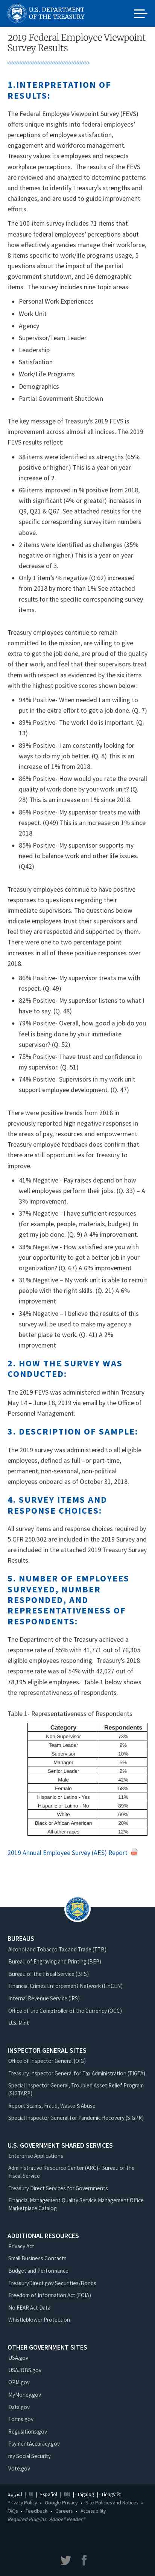 U.S. DEPARTMENT
OF THE TREASURY
2019 Federal Employee Viewpoint
Survey Results
1.INTERPRETATION OF
RESULTS:
The Federal Employee Viewpoint Survey (FEVS)
offer unique insights into federal employees'
perceptions of employee satisfaction,
engagement and workforce management.
Treasury values its employees and respects
workplace perceptions.  The results of the FEVS
are reviewed and analyzed to determine patterns
and themes to identify Treasury's strengths and
challenges, and are used to guide improvement
efforts.
The 100-item survey includes 71 items that
measure federal employees' perceptions about
how effectively agencies manage their workforce,
8 items specific to immediate work unit group, 5
questions about the impact of the partial
government shutdown, and 16 demographic
items.  The survey includes nine topic areas:
• Personal Work Experiences
• Work Unit
• Agency
• Supervisor/Team Leader
• Leadership
• Satisfaction
• Work/Life Programs
• Demographics
• Partial Government Shutdown
The key message of Treasury's 2019 FEVS is
improvement across almost all indices. The 2019
FEVS results reflect:
• 38 items were identified as strengths (65%
positive or higher.) This is a year on year
increase of 2.
• 66 items improved in % positive from 2018,
with significant (4% or greater) increases in
Q9, Q21 & Q67. See attached results for the
specific corresponding survey item numbers
above.
• 2 items were identified as challenges (35%
negative or higher.) This is a year on year
decrease of 3.
• Only 1 item's % negative (Q 62) increased
from 2018 by more than 1% See attached
results for the corresponding survey
items.
Treasury employees continue to remain
committed to the mission, are willing to give extra
effort to get the job done, are proud of the quality
of their work, and feel that their supervisors treat
them with respect as evidenced by the six items
with the highest positive scores shown under:
• 94% Positive- When needed I am willing to
put in the extra effort to get a job done. (Q. 7)
• 89% Positive- The work I do is important. (Q.
13)
• 89% Positive- I am constantly looking for
ways to do my job better. (Q. 8) This is an
increase of 1% from 2018.
• 86% Positive- How would you rate the overall
quality of work done by your work unit? (Q.
28) This is an increase on 1% since 2018.
• 86% Positive- My supervisor treats me with
respect. (Q49) This is an increase on 1% since
2018.
• 85% Positive- My supervisor supports my
need to balance work and other life issues.
(Q42)
Treasury employees continue to have positive
responses on questions regarding their
immediate supervisors. The questions below
show that employees trust their supervisor and
feel they are supported and respected by them.
There was a one to two percentage point
increases in all of these positive responses over
2018.
• 86% Positive- My supervisor treats me with
respect. (Q. 49)
• 82% Positive- My supervisor listens to what I
have to say. (Q. 48)
• 79% Positive- Overall, how good a job do you
feel is being done by your immediate
supervisor? (Q. 52)
• 75% Positive- I have trust and confidence in
my supervisor. (Q. 51)
• 74% Positive- Supervisors in my work unit
support employee development. (Q. 47)
There were positive trends from 2018 in
previously reported high negative responses in
the areas of pay, resources and empowerment.
Treasury employee feedback does confirm that
there are still opportunities for Treasury to
improve.
• 41% Negative - Pay raises depend on how
well employees perform their jobs. (Q. 33) – A
3% improvement.
• 37% Negative - I have sufficient resources
(for example, people, materials, budget) to
get my job done. (Q. 9) A 4% improvement.
• 33% Negative - How satisfied are you with
your opportunity to get a better job in your
organization? (Q. 67) A 6% improvement
• 31% Negative – My work unit is able to recruit
people with the right skills. (Q. 21) A 6%
improvement
• 34% Negative – I believe the results of this
survey will be used to make my agency a
better place to work. (Q. 41) A 2%
improvement
2. HOW THE SURVEY WAS
CONDUCTED:
The 2019 FEVS was administered within Treasury
May 14 – June 18, 2019 via email by the Office of
Personnel Management.
3. DESCRIPTION OF SAMPLE:
The 2019 survey was administered to all eligible
employees, defined as full - or part-time,
permanent, non-seasonal, non-political
employees onboard as of October 31, 2018.
4. SURVEY ITEMS AND
RESPONSE CHOICES:
All survey items and response choices are listed in
5 CFR 250.302 and are included in the 2019 Survey
and are included in the attached 2019 Treasury Survey
Results.
5. NUMBER OF EMPLOYEES
SURVEYED, NUMBER
RESPONDED, AND
REPRESENTATIVENESS OF
RESPONDENTS:
The Department of the Treasury achieved a
response rate of 55% with 41,771 out of 76,305
eligible employees responding.  Treasury's 2018
response rate was of 54% with 42,027 out of
78,195 eligible employees.  Table 1 below shows
the representativeness of respondents.
Table 1- Representativeness of Respondents
Category Respondents
Non-Supervisor 73%
Team Leader 9%
Supervisor 10%
Manager 5%
Senior Leader 2%
Male 42%
Female 58%
Hispanic or Latino - Yes 11%
Hispanic or Latino - No 89%
White 69%
Black or African American 20%
All other races 12%
2019 Annual Employee Survey (AES) Report
BUREAUS
Alcohol and Tobacco Tax and Trade (TTB)
Bureau of Engraving and Printing (BEP)
Bureau of the Fiscal Service (BFS)
Financial Crimes Enforcement Network (FinCEN)
Internal Revenue Service (IRS)
Office of the Comptroller of the Currency (OCC)
U.S. Mint
INSPECTOR GENERAL SITES
Office of Inspector General (OIG)
Treasury Inspector General for Tax Administration (TIGTA)
Special Inspector General, Troubled Asset Relief Program
(SIGTARP)
Report Scams, Fraud, Waste & Abuse
Special Inspector General for Pandemic Recovery (SIGPR)
U.S. GOVERNMENT SHARED SERVICES
Enterprise Applications
Administrative Resource Center (ARC)- Bureau of the
Fiscal Service
Treasury Direct Services for Governments
Financial Management Quality Service Management Office
Marketplace Catalog
ADDITIONAL RESOURCES
Privacy Act
Small Business Contacts
Budget and Performance
TreasuryDirect.gov Securities/Bonds
Freedom of Information Act (FOIA)
No FEAR Act Data
Whistleblower Protection
OTHER GOVERNMENT SITES
USA.gov
USAJOBS.gov
OPM.gov
MyMoney.gov
Data.gov
Forms.gov
Regulations.gov
PaymentAccuracy.gov
my Social Security
Vote.gov
العربية | | Español | | Tagalog | TiếngViệt
Privacy Policy • Google Privacy • Site Policies and Notices •
FAQs • Feedback • Careers • Accessibility
Required Plug-ins  Adobe® Reader®